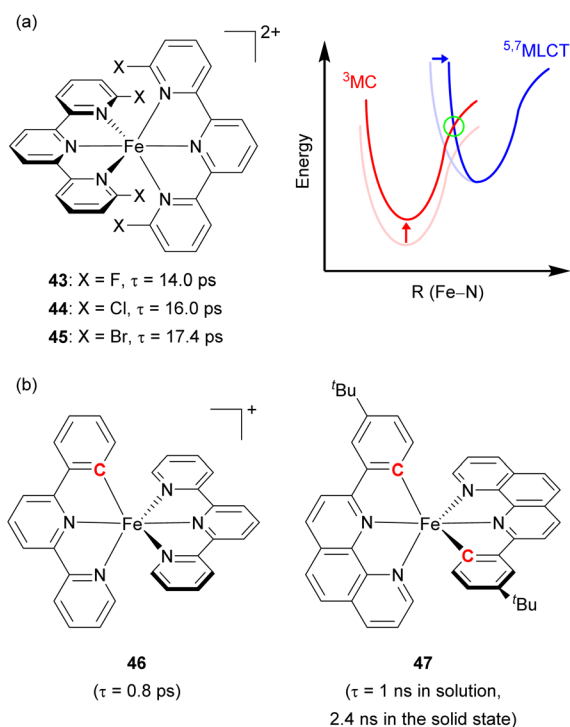 (a)
2+
X
X
N
N
N
Fe
N
N
N
X
X
43: X = F, τ = 14.0 ps
44: X = Cl, τ = 16.0 ps
45: X = Br, τ = 17.4 ps
³MC
⁵,⁷MLCT
Energy
R (Fe–N)
(b)
+
C
N
N
Fe
N
N
N
46
(τ = 0.8 ps)
ᵗBu
C
N
N
Fe
N
N
C
ᵗBu
47
(τ = 1 ns in solution,
2.4 ns in the solid state)